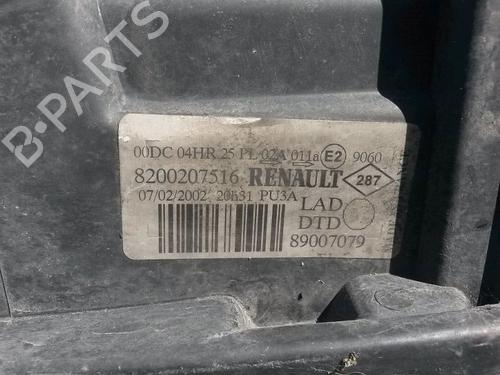 00DC 04HR 25 PL 02A 011a E2 9060
8200207516 RENAULT 287
07/02/2002 20h31 PU3A LAD
DTD
89007079
B-PARTS